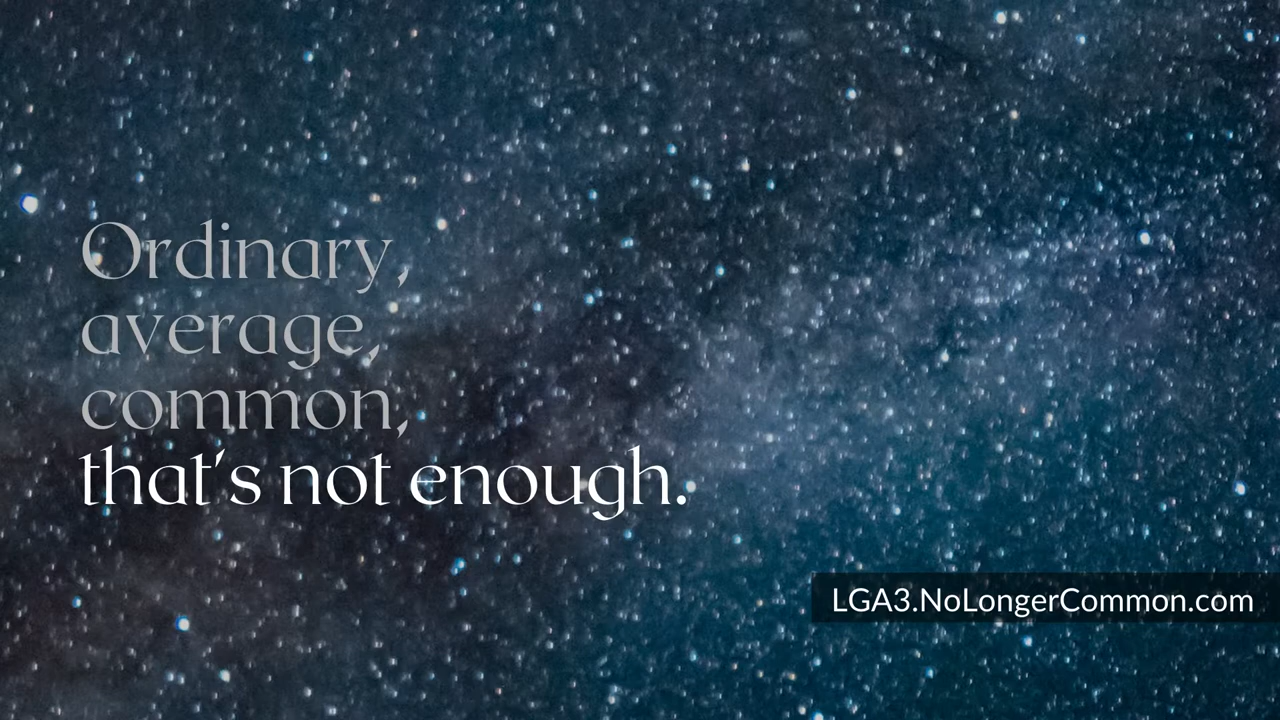 Ordinary,
average,
common,
that's not enough.
LGA3.NoLongerCommon.com